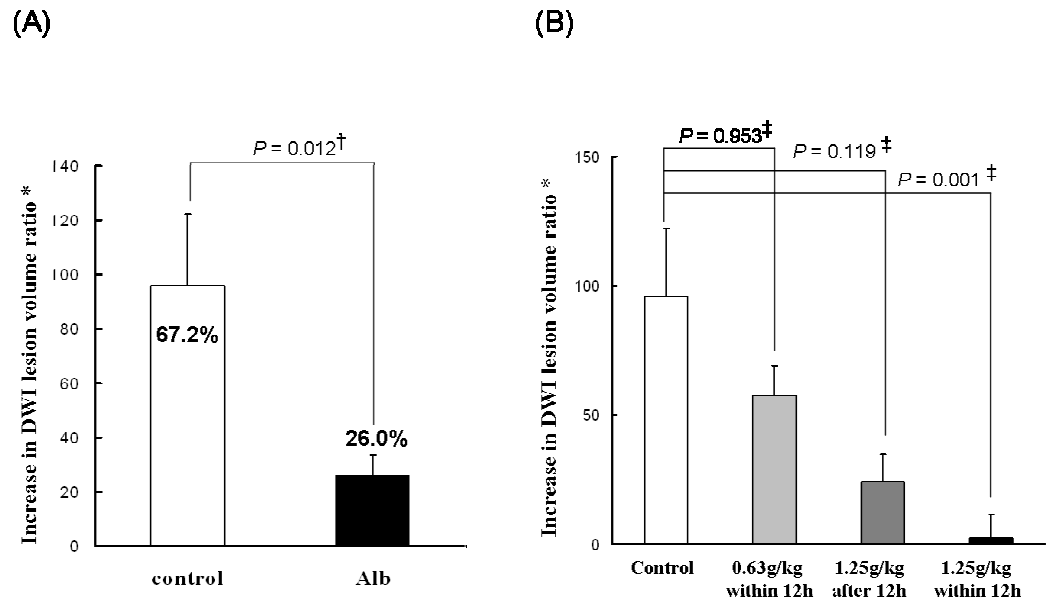 (A)
(B)
P = 0.012†
140
120
100
80
60
40
20
0
Increase in DWI lesion volume ratio *
67.2%
26.0%
control
Alb
P = 0.953‡
P = 0.119 ‡
P = 0.001 ‡
150
100
50
0
Increase in DWI lesion volume ratio *
Control
0.63g/kg
within 12h
1.25g/kg
after 12h
1.25g/kg
within 12h